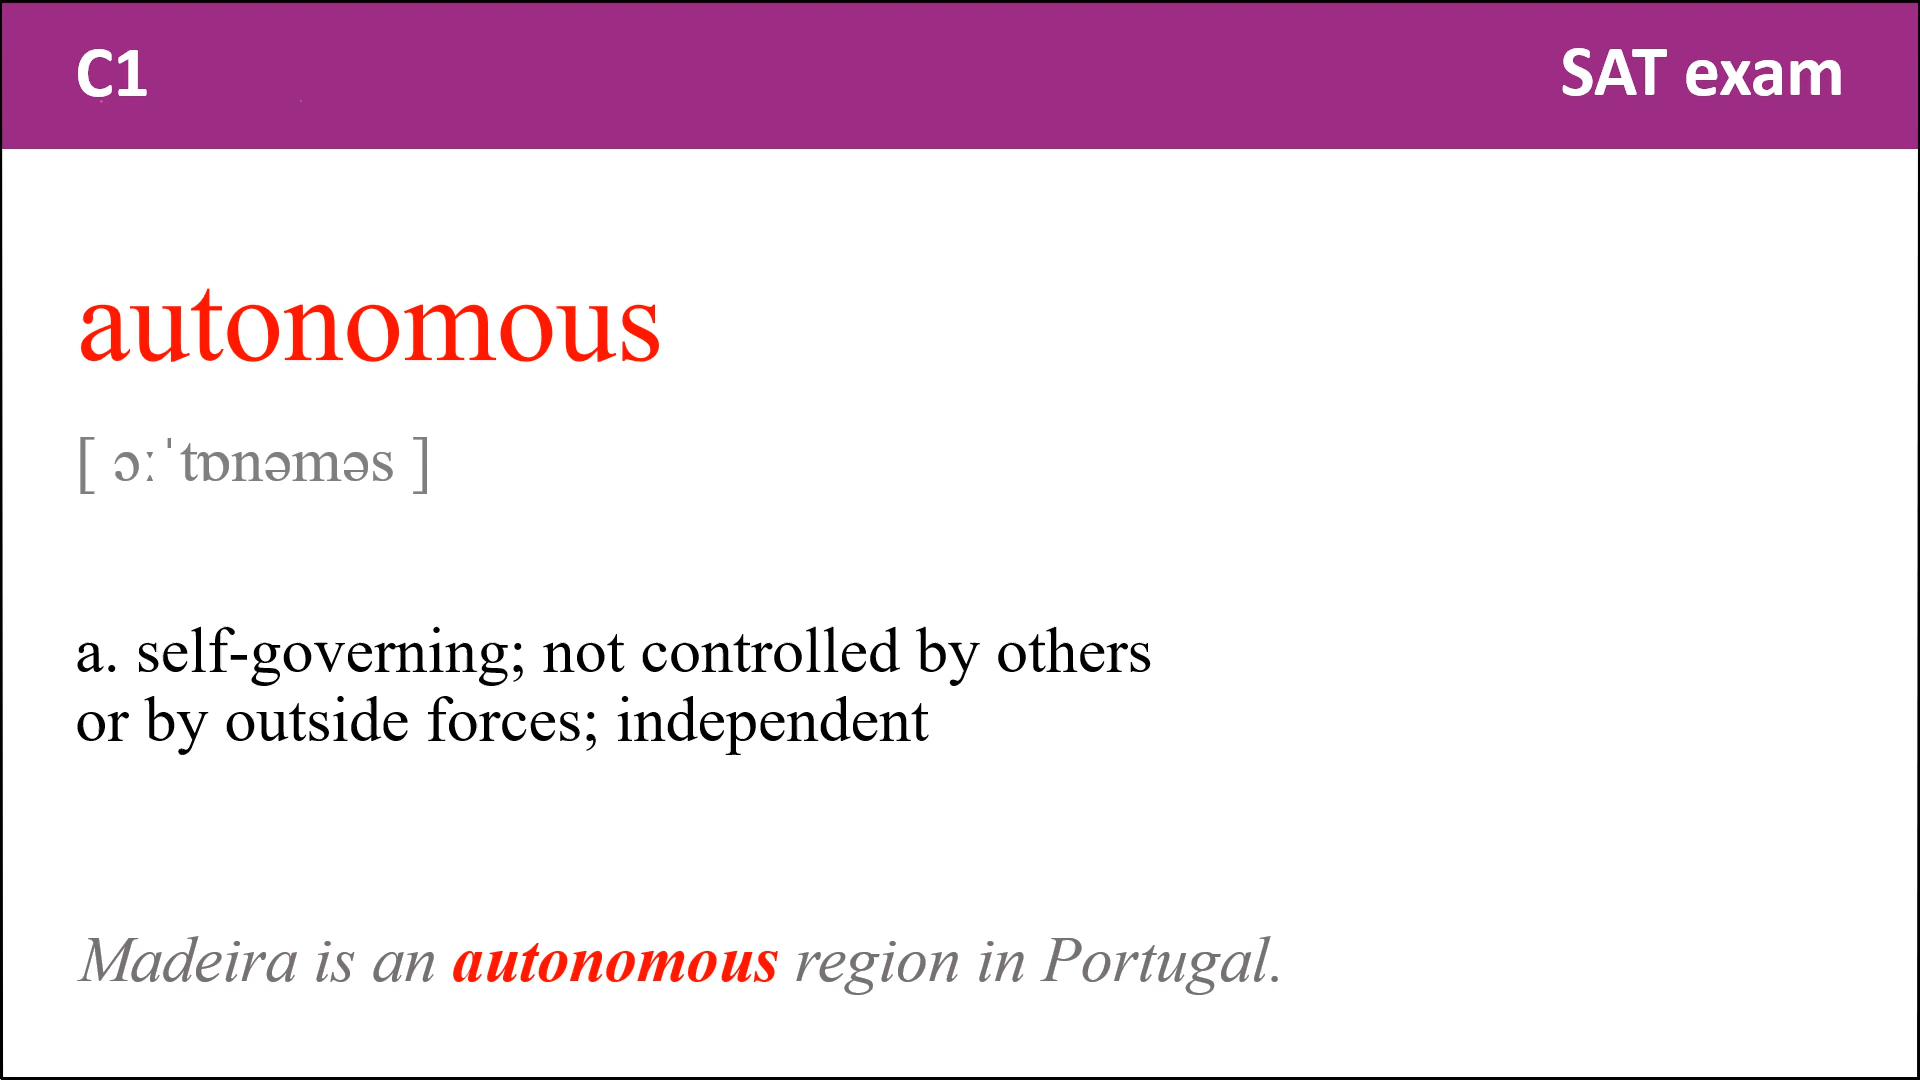 C1 SAT exam
autonomous
[ ɔːˈtɒnəməs ]
a. self-governing; not controlled by others
or by outside forces; independent
Madeira is an autonomous region in Portugal.